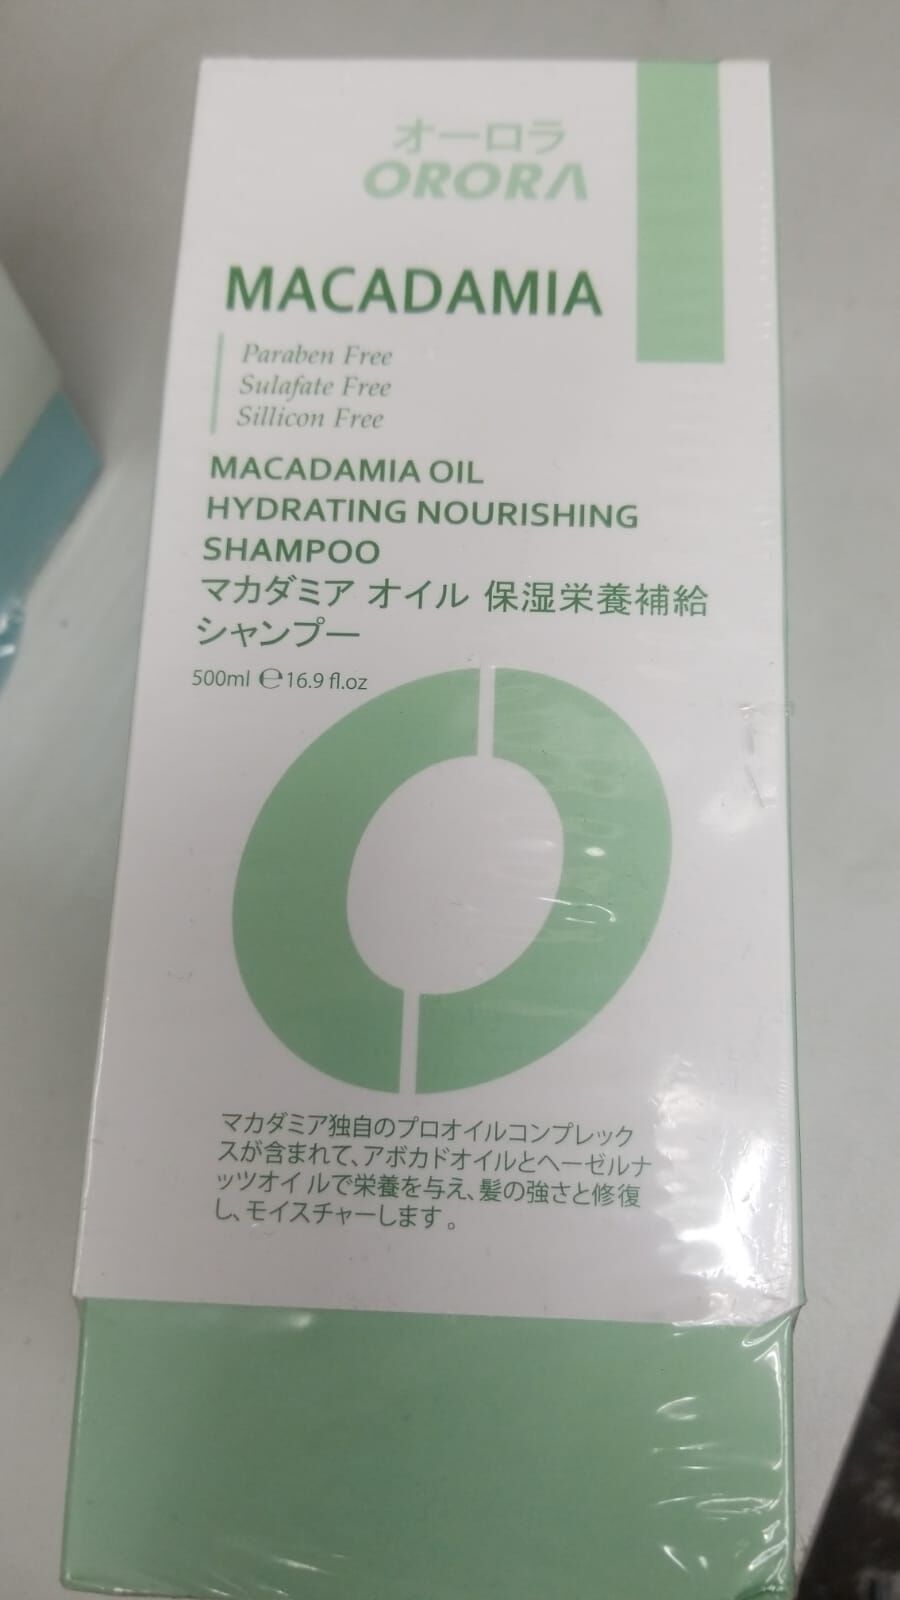 オーロラ
ORORA
MACADAMIA
Paraben Free
Sulafate Free
Sillicon Free
MACADAMIA OIL
HYDRATING NOURISHING
SHAMPOO
マカダミア オイル 保湿栄養補給
シャンプー
500ml ℮ 16.9 fl.oz
マカダミア独自のプロオイルコンプレック
スが含まれて、アボカドオイルとヘーゼルナ
ッツオイルで栄養を与え、髪の強さと修復
し、モイスチャーします。